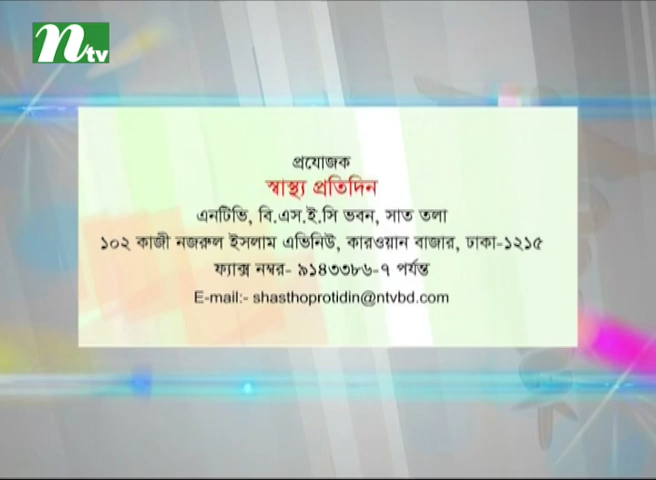 ntv
প্রযোজক
স্বাস্থ্য প্রতিদিন
এনটিভি, বি.এস.ই.সি ভবন, সাত তলা
১০২ কাজী নজরুল ইসলাম এভিনিউ, কারওয়ান বাজার, ঢাকা-১২১৫
ফ্যাক্স নম্বর- ৯১৪৩৩৮৬-৭ পর্যন্ত
E-mail:- shasthoprotidin@ntvbd.com